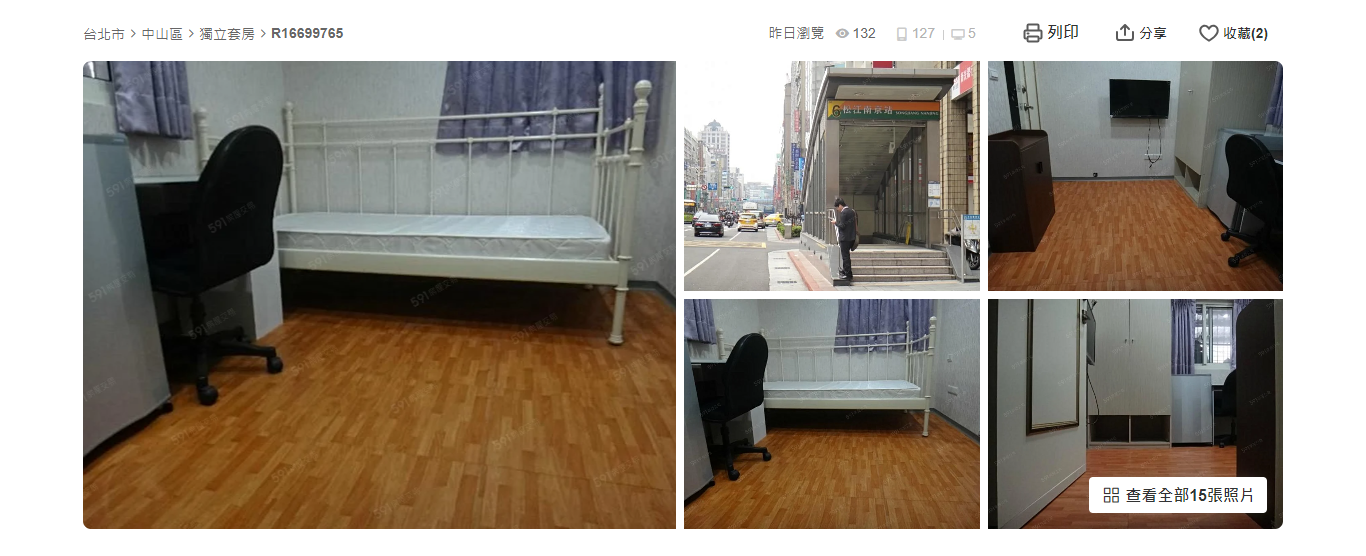 台北市 > 中山區 > 獨立套房 > R16699765
昨日瀏覽 132 127 | 5
列印
分享
收藏(2)
松江南京站 SONGJIANG NANJING
查看全部15張照片